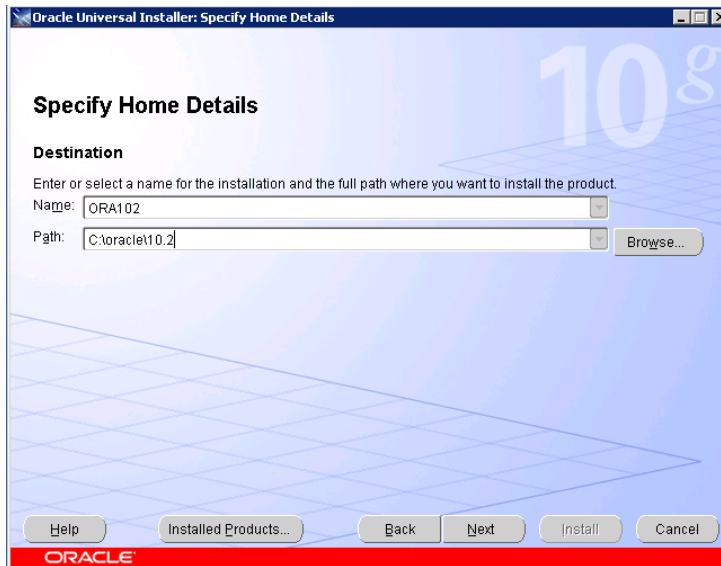 Oracle Universal Installer: Specify Home Details
10g
Specify Home Details
Destination
Enter or select a name for the installation and the full path where you want to install the product.
Name: ORA102
Path: C:\oracle\10.2 Browse...
Help Installed Products... Back Next Install Cancel
ORACLE